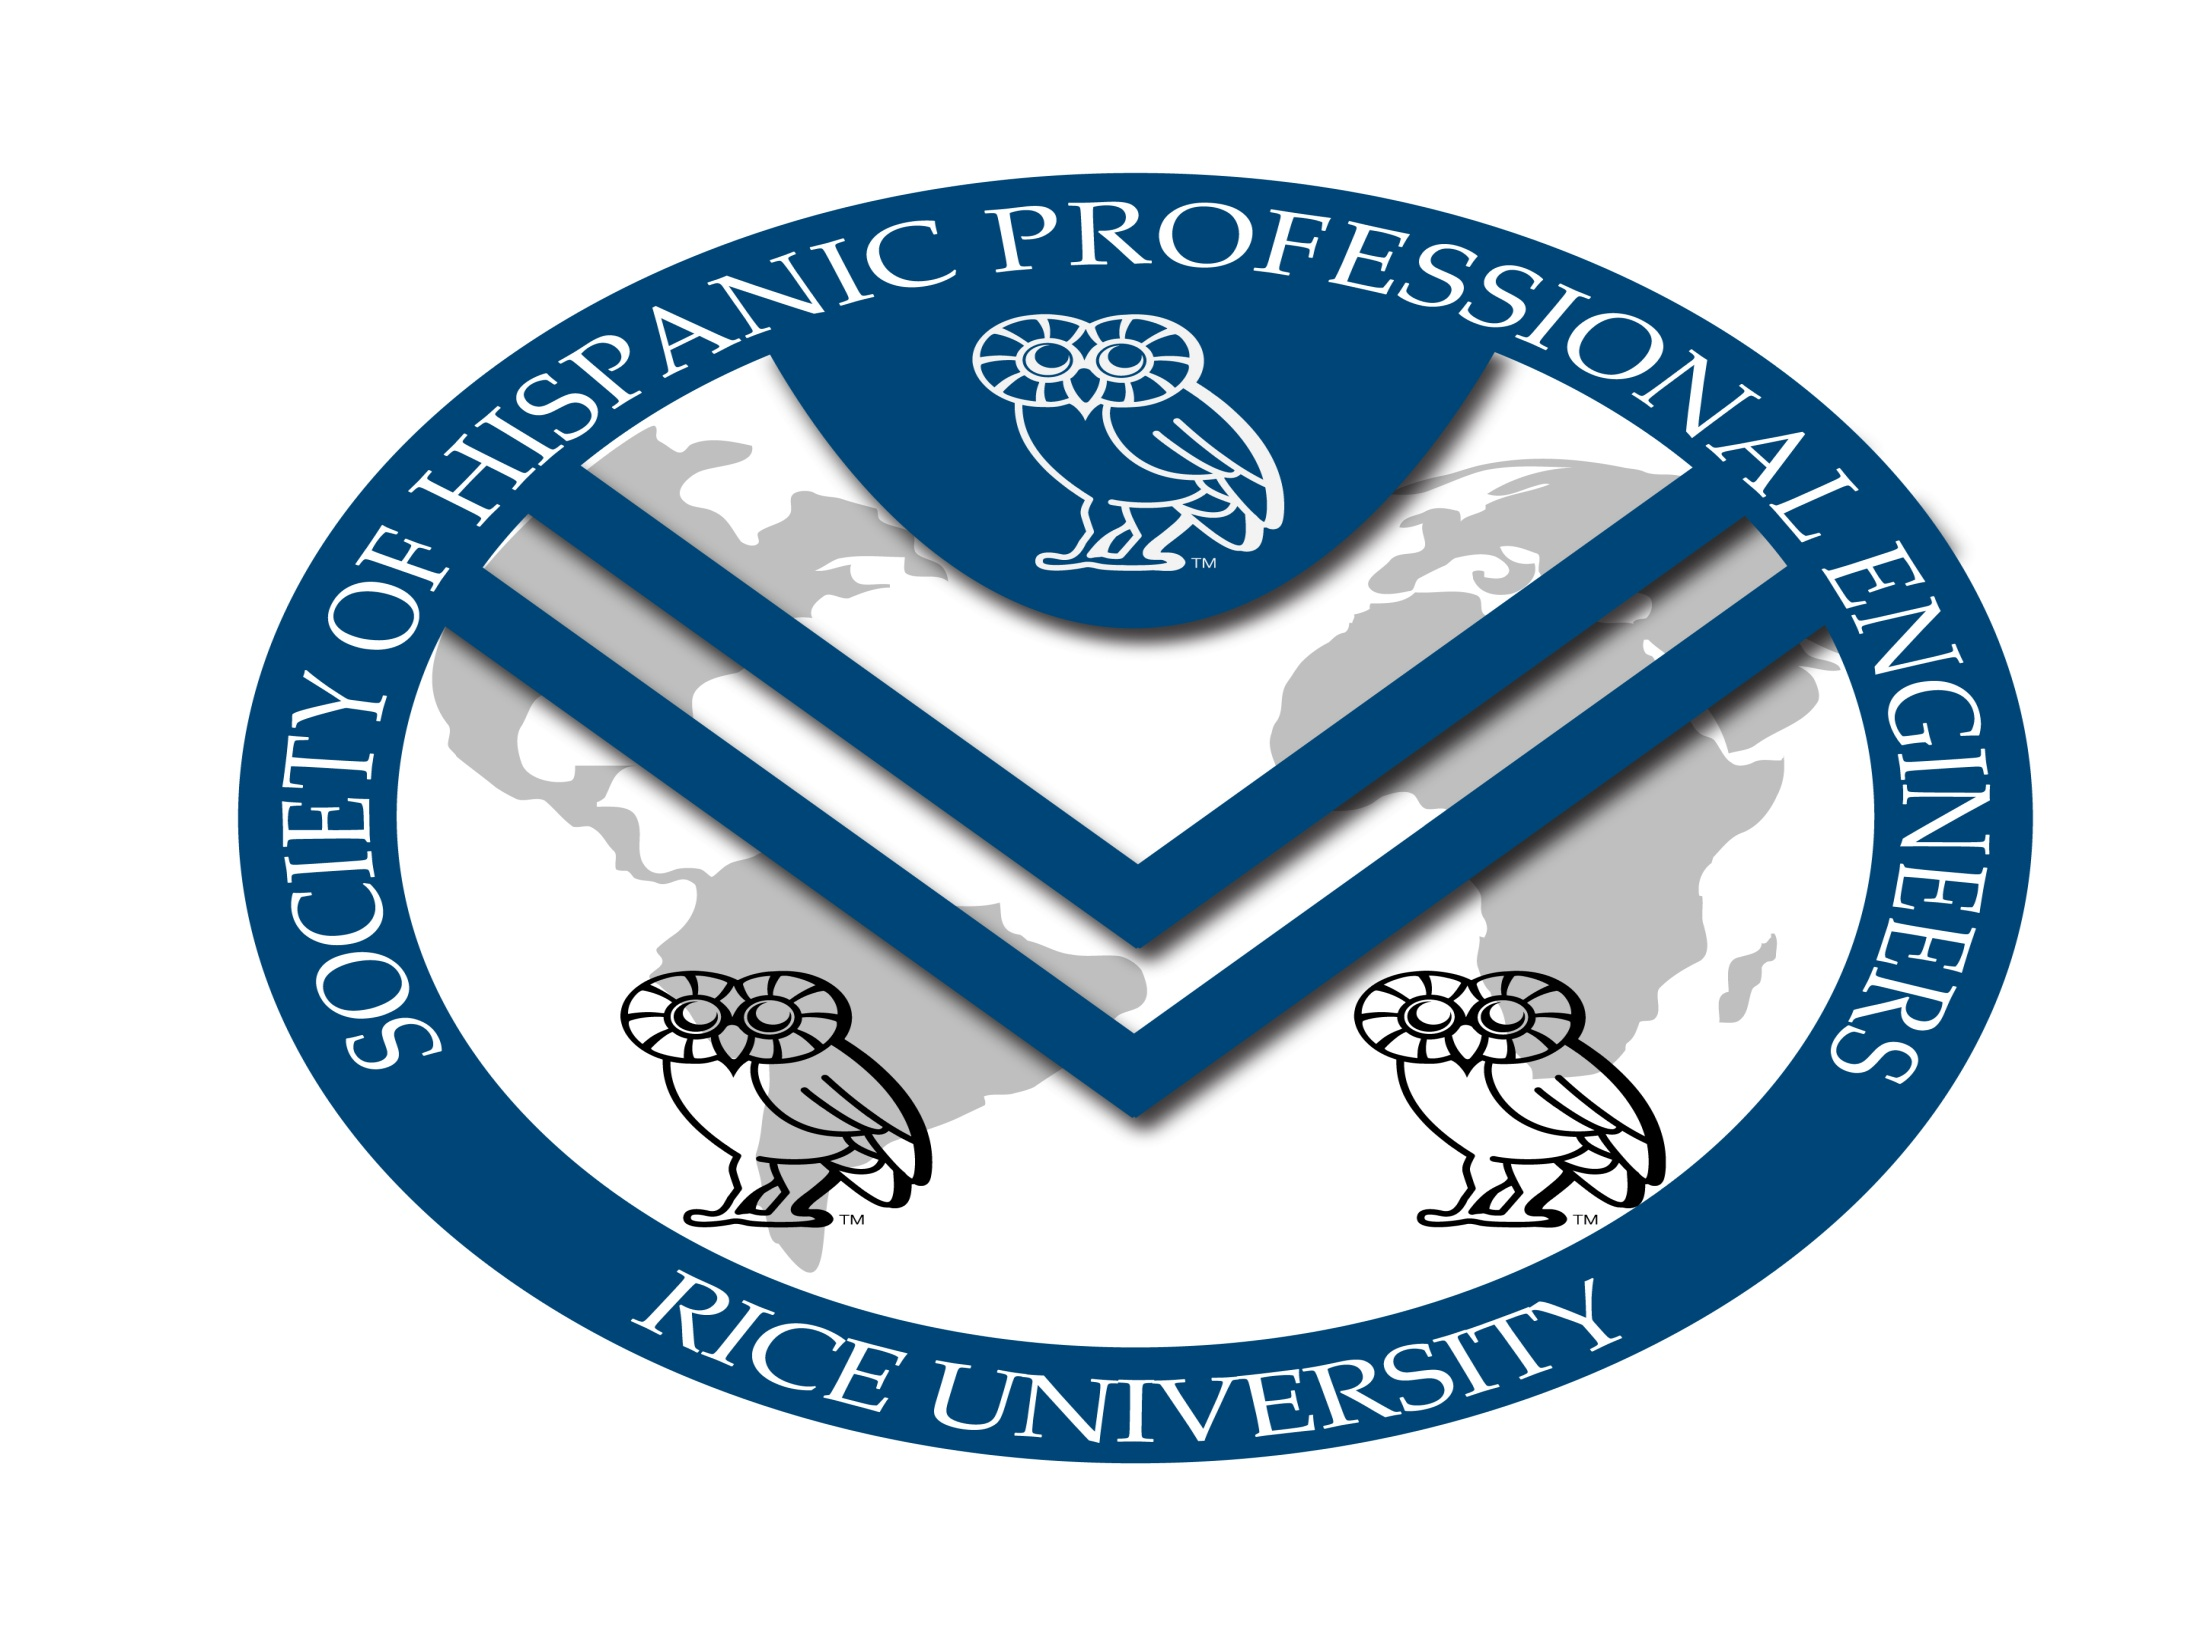 SOCIETY OF HISPANIC PROFESSIONAL ENGINEERS
TM
TM
TM
RICE UNIVERSITY